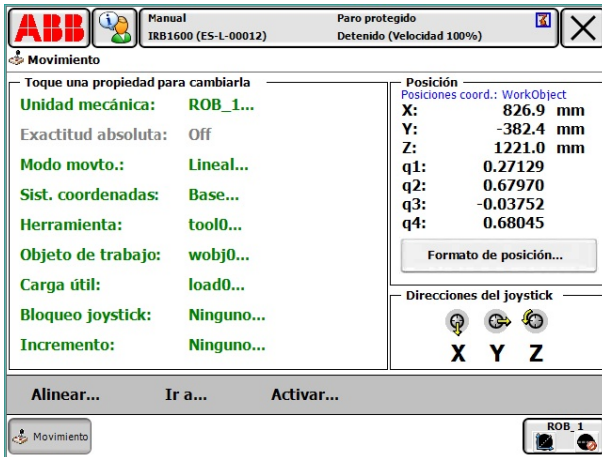 ABB
Manual
IRB1600 (ES-L-00012)
Paro protegido
Detenido (Velocidad 100%)
Movimiento
Toque una propiedad para cambiarla
Unidad mecánica: ROB_1...
Exactitud absoluta: Off
Modo movto.: Lineal...
Sist. coordenadas: Base...
Herramienta: tool0...
Objeto de trabajo: wobj0...
Carga útil: load0...
Bloqueo joystick: Ninguno...
Incremento: Ninguno...
Posición
Posiciones coord.: WorkObject
X: 826.9 mm
Y: -382.4 mm
Z: 1221.0 mm
q1: 0.27129
q2: 0.67970
q3: -0.03752
q4: 0.68045
Formato de posición...
Direcciones del joystick
X Y Z
Alinear... Ir a... Activar...
Movimiento
ROB_1